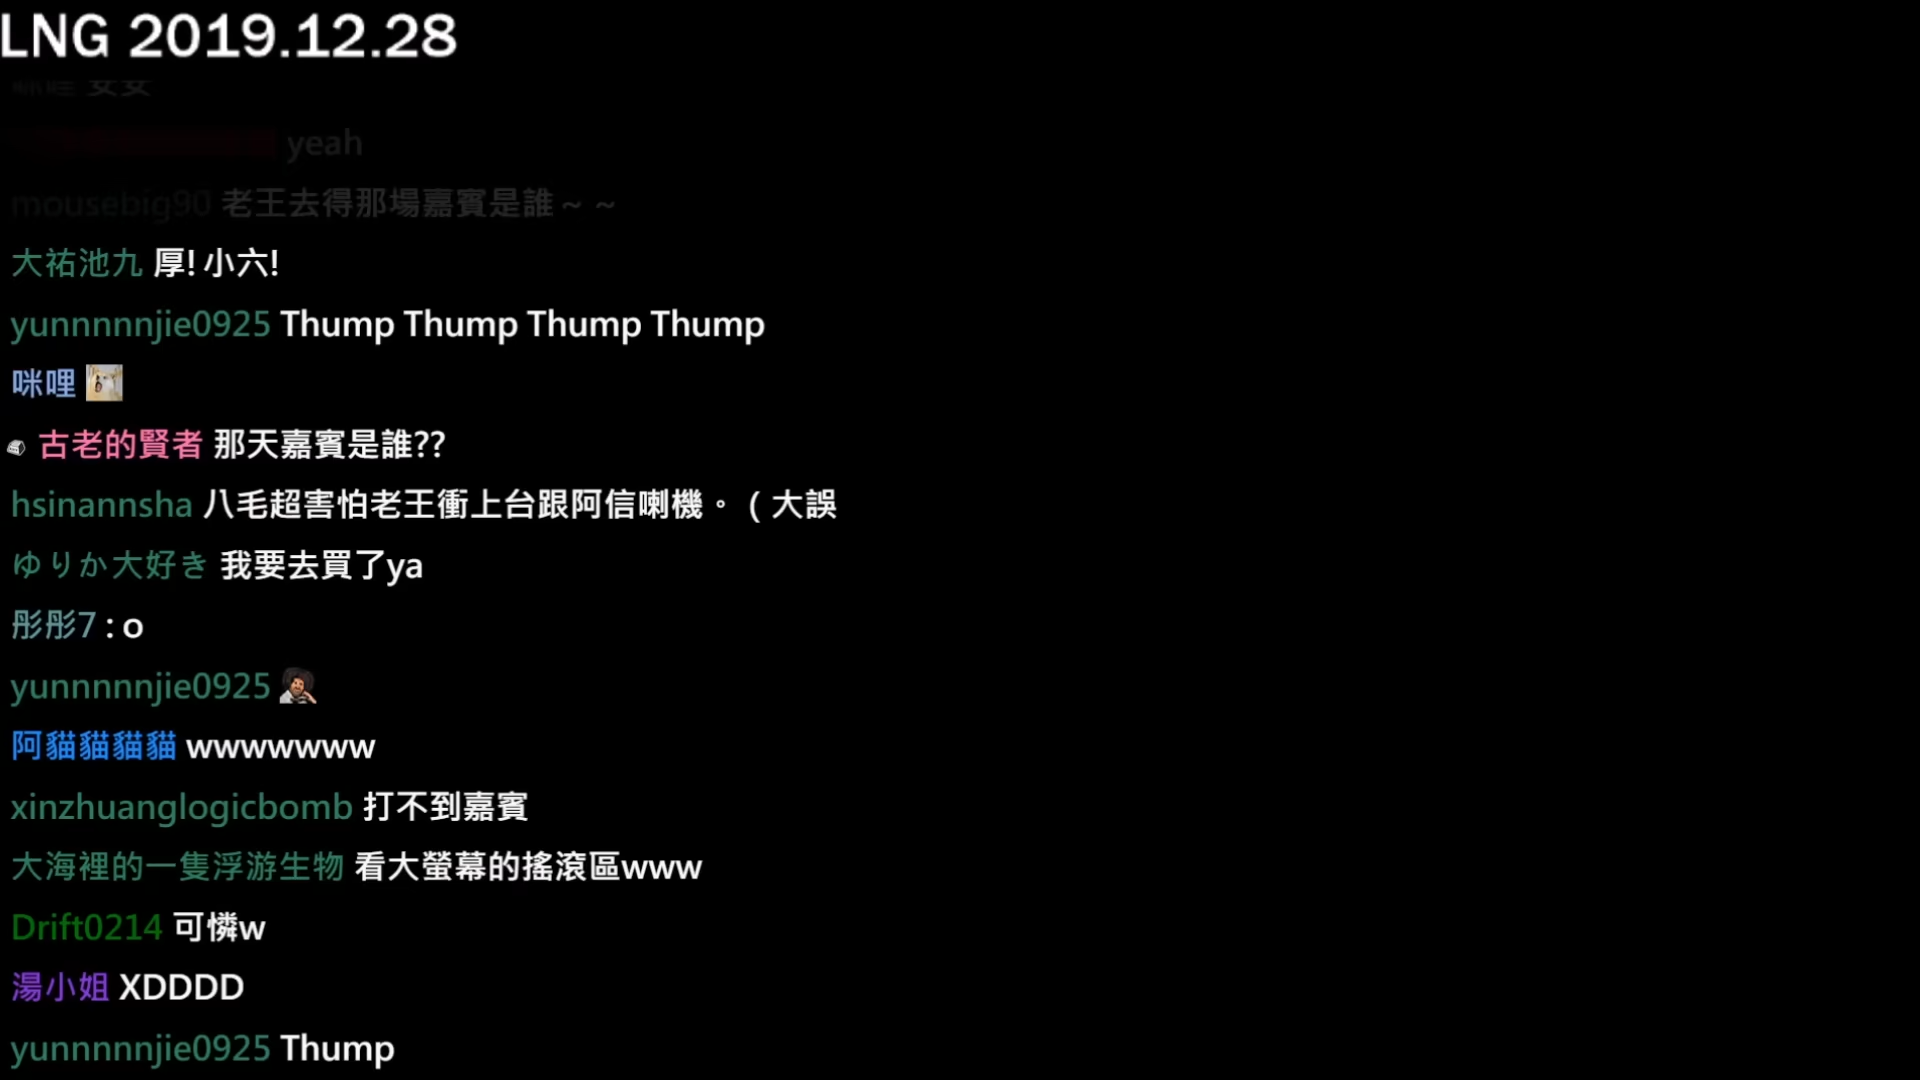 LNG 2019.12.28
安安
yeah
mousebig90 老王去得那場嘉賓是誰~ ~
大祐池九 厚! 小六!
yunnnnnjie0925 Thump Thump Thump Thump
咪哩
古老的賢者 那天嘉賓是誰??
hsinannsha 八毛超害怕老王衝上台跟阿信喇機。(大誤
ゆりか大好き 我要去買了ya
彤彤7 : o
yunnnnnjie0925
阿貓貓貓貓 wwwwwww
xinzhuanglogicbomb 打不到嘉賓
大海裡的一隻浮游生物 看大螢幕的搖滾區www
Drift0214 可憐w
湯小姐 XDDDD
yunnnnnjie0925 Thump